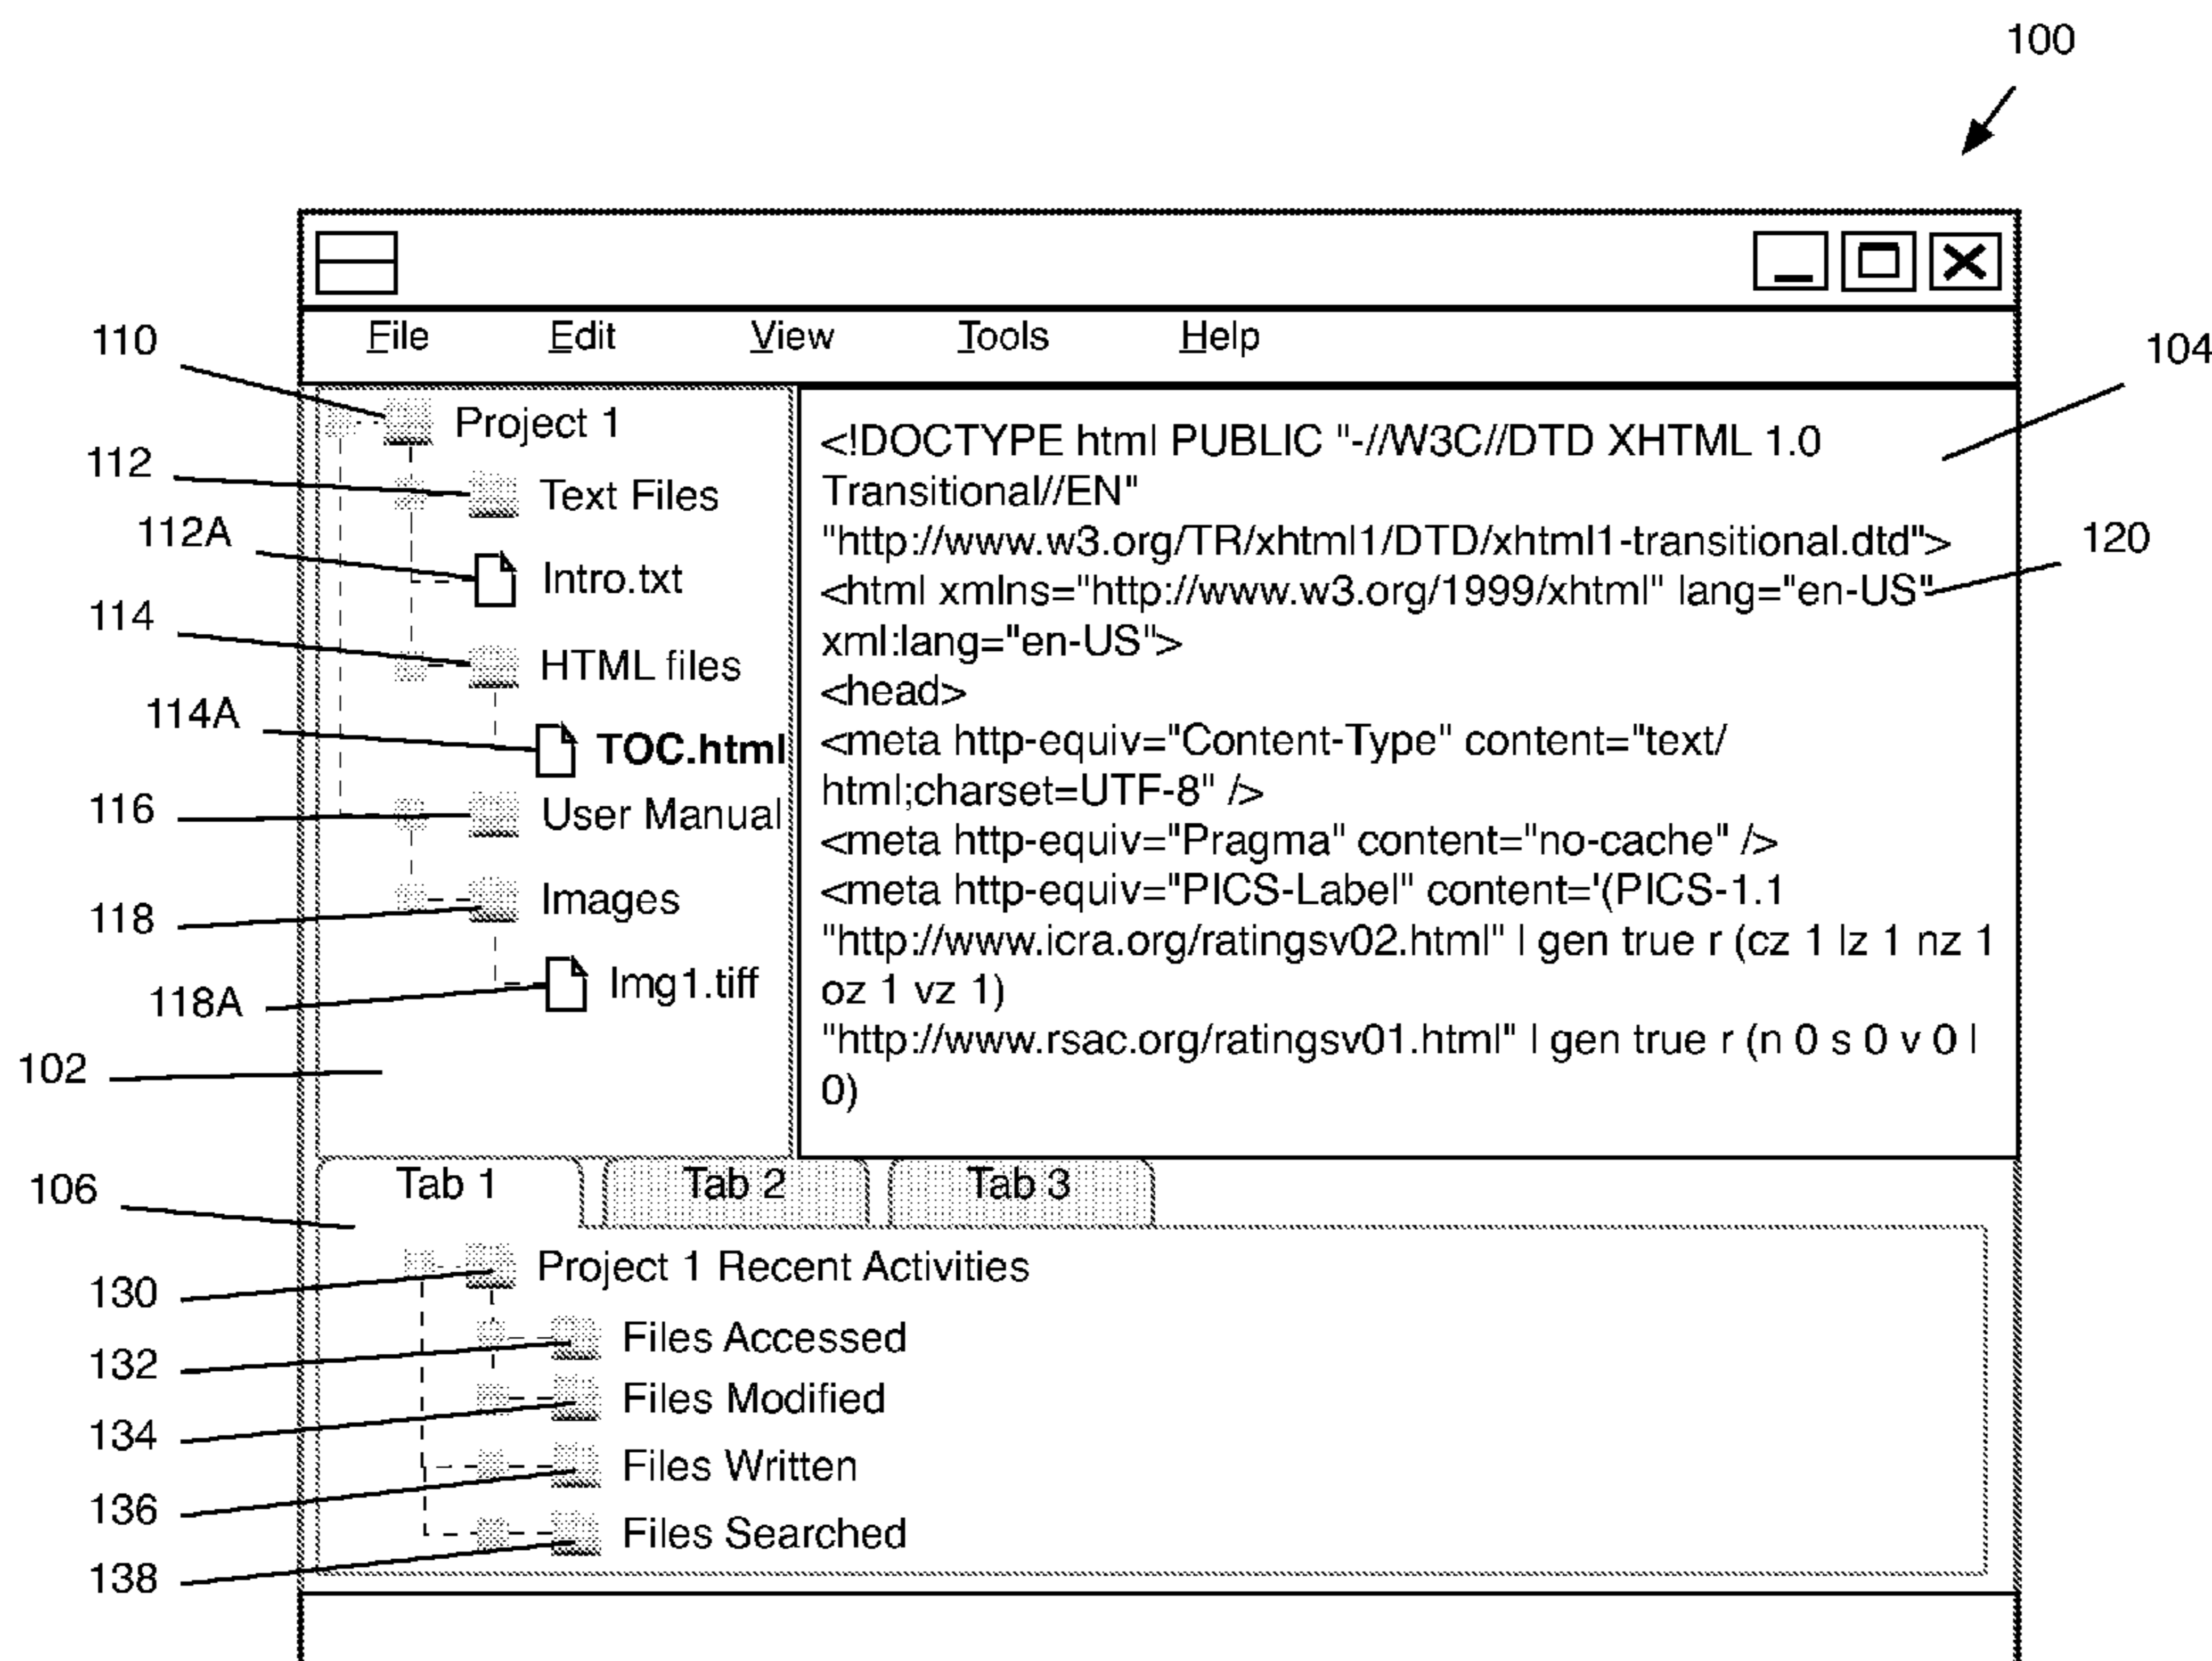 100
File Edit View Tools Help
110
Project 1
112
Text Files
112A
Intro.txt
114
HTML files
114A
TOC.html
116
User Manual
118
Images
118A
Img1.tiff
102
104
120
<!DOCTYPE html PUBLIC "-//W3C//DTD XHTML 1.0
Transitional//EN"
"http://www.w3.org/TR/xhtml1/DTD/xhtml1-transitional.dtd">
<html xmlns="http://www.w3.org/1999/xhtml" lang="en-US"
xml:lang="en-US">
<head>
<meta http-equiv="Content-Type" content="text/
html;charset=UTF-8" />
<meta http-equiv="Pragma" content="no-cache" />
<meta http-equiv="PICS-Label" content='(PICS-1.1
"http://www.icra.org/ratingsv02.html" l gen true r (cz 1 lz 1 nz 1
oz 1 vz 1)
"http://www.rsac.org/ratingsv01.html" l gen true r (n 0 s 0 v 0 l
0)
106
Tab 1 Tab 2 Tab 3
130
Project 1 Recent Activities
132
Files Accessed
134
Files Modified
136
Files Written
138
Files Searched